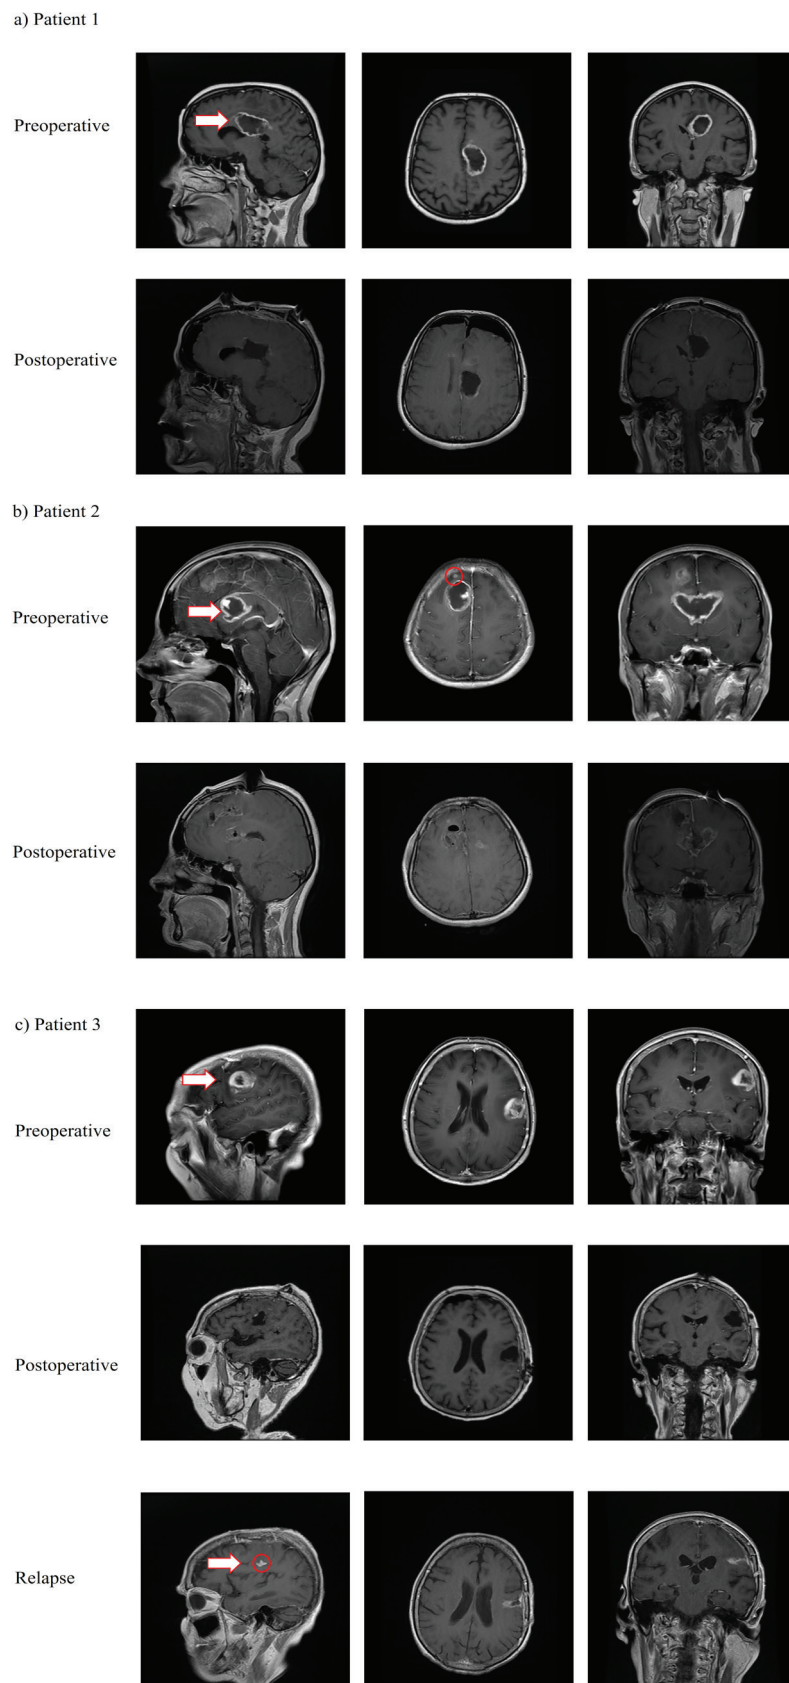 a) Patient 1
Preoperative
Postoperative
b) Patient 2
Preoperative
Postoperative
c) Patient 3
Preoperative
Postoperative
Relapse